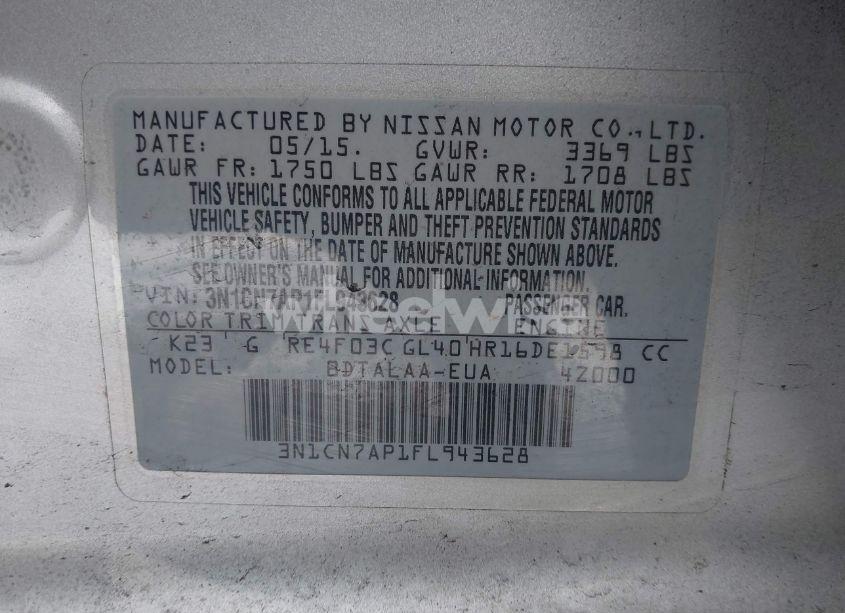 MANUFACTURED BY NISSAN MOTOR CO.,LTD.
DATE: 05/15. GVWR: 3369 LBS
GAWR FR: 1750 LBS GAWR RR: 1708 LBS
THIS VEHICLE CONFORMS TO ALL APPLICABLE FEDERAL MOTOR
VEHICLE SAFETY, BUMPER AND THEFT PREVENTION STANDARDS
IN EFFECT ON THE DATE OF MANUFACTURE SHOWN ABOVE.
SEE OWNER'S MANUAL FOR ADDITIONAL INFORMATION.
VIN: 3N1CN7AP1FL943628 PASSENGER CAR.
COLOR TRIM TRANS AXLE ENGINE
K23 G RE4F03C GL40 HR16DE1598 CC
MODEL: BDTALAA-EUA 42000
3N1CN7AP1FL943628